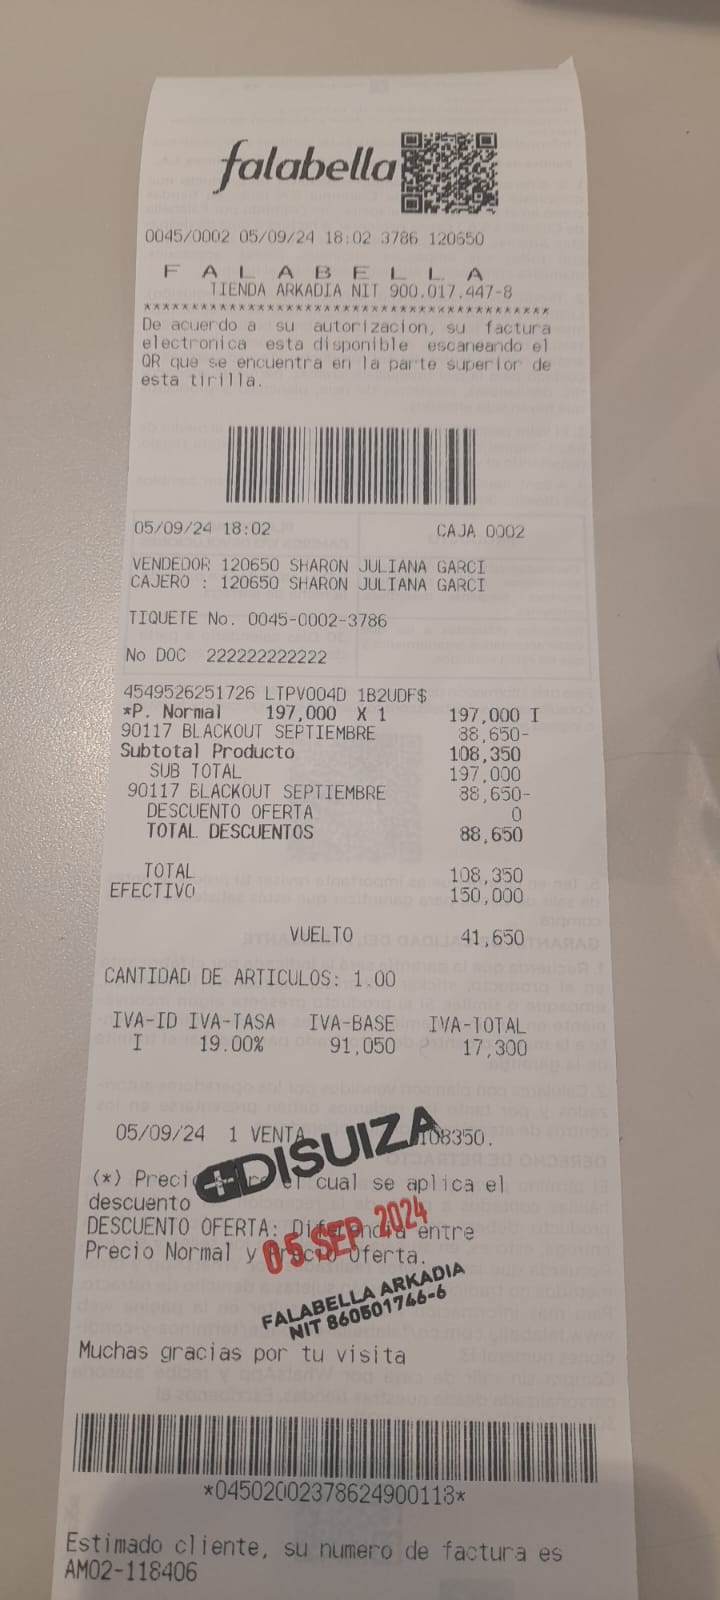 falabella
0045/0002 05/09/24 18:02 3786 120650
F A L A B E L L A
TIENDA ARKADIA NIT 900.017.447-8
******************************************
De acuerdo a su autorizacion, su factura
electronica esta disponible escaneando el
QR que se encuentra en la parte superior de
esta tirilla.
05/09/24 18:02 CAJA 0002
VENDEDOR 120650 SHARON JULIANA GARCI
CAJERO : 120650 SHARON JULIANA GARCI
TIQUETE No. 0045-0002-3786
No DOC 222222222222
4549526251726 LTPV004D 1B2UDF$
*P. Normal 197,000 X 1 197,000 I
90117 BLACKOUT SEPTIEMBRE 88,650-
Subtotal Producto 108,350
SUB TOTAL 197,000
90117 BLACKOUT SEPTIEMBRE 88,650-
DESCUENTO OFERTA 0
TOTAL DESCUENTOS 88,650
TOTAL 108,350
EFECTIVO 150,000
VUELTO 41,650
CANTIDAD DE ARTICULOS: 1.00
IVA-ID IVA-TASA IVA-BASE IVA-TOTAL
I 19.00% 91,050 17,300
05/09/24 1 VENTA 108350.
DISUIZA
(*) Precio sobre el cual se aplica el
descuento
DESCUENTO OFERTA: Diferencia entre
Precio Normal y Precio Oferta.
05 SEP 2024
FALABELLA ARKADIA
NIT 860501746-6
Muchas gracias por tu visita
*04502002378624900113*
Estimado cliente, su numero de factura es
AM02-118406